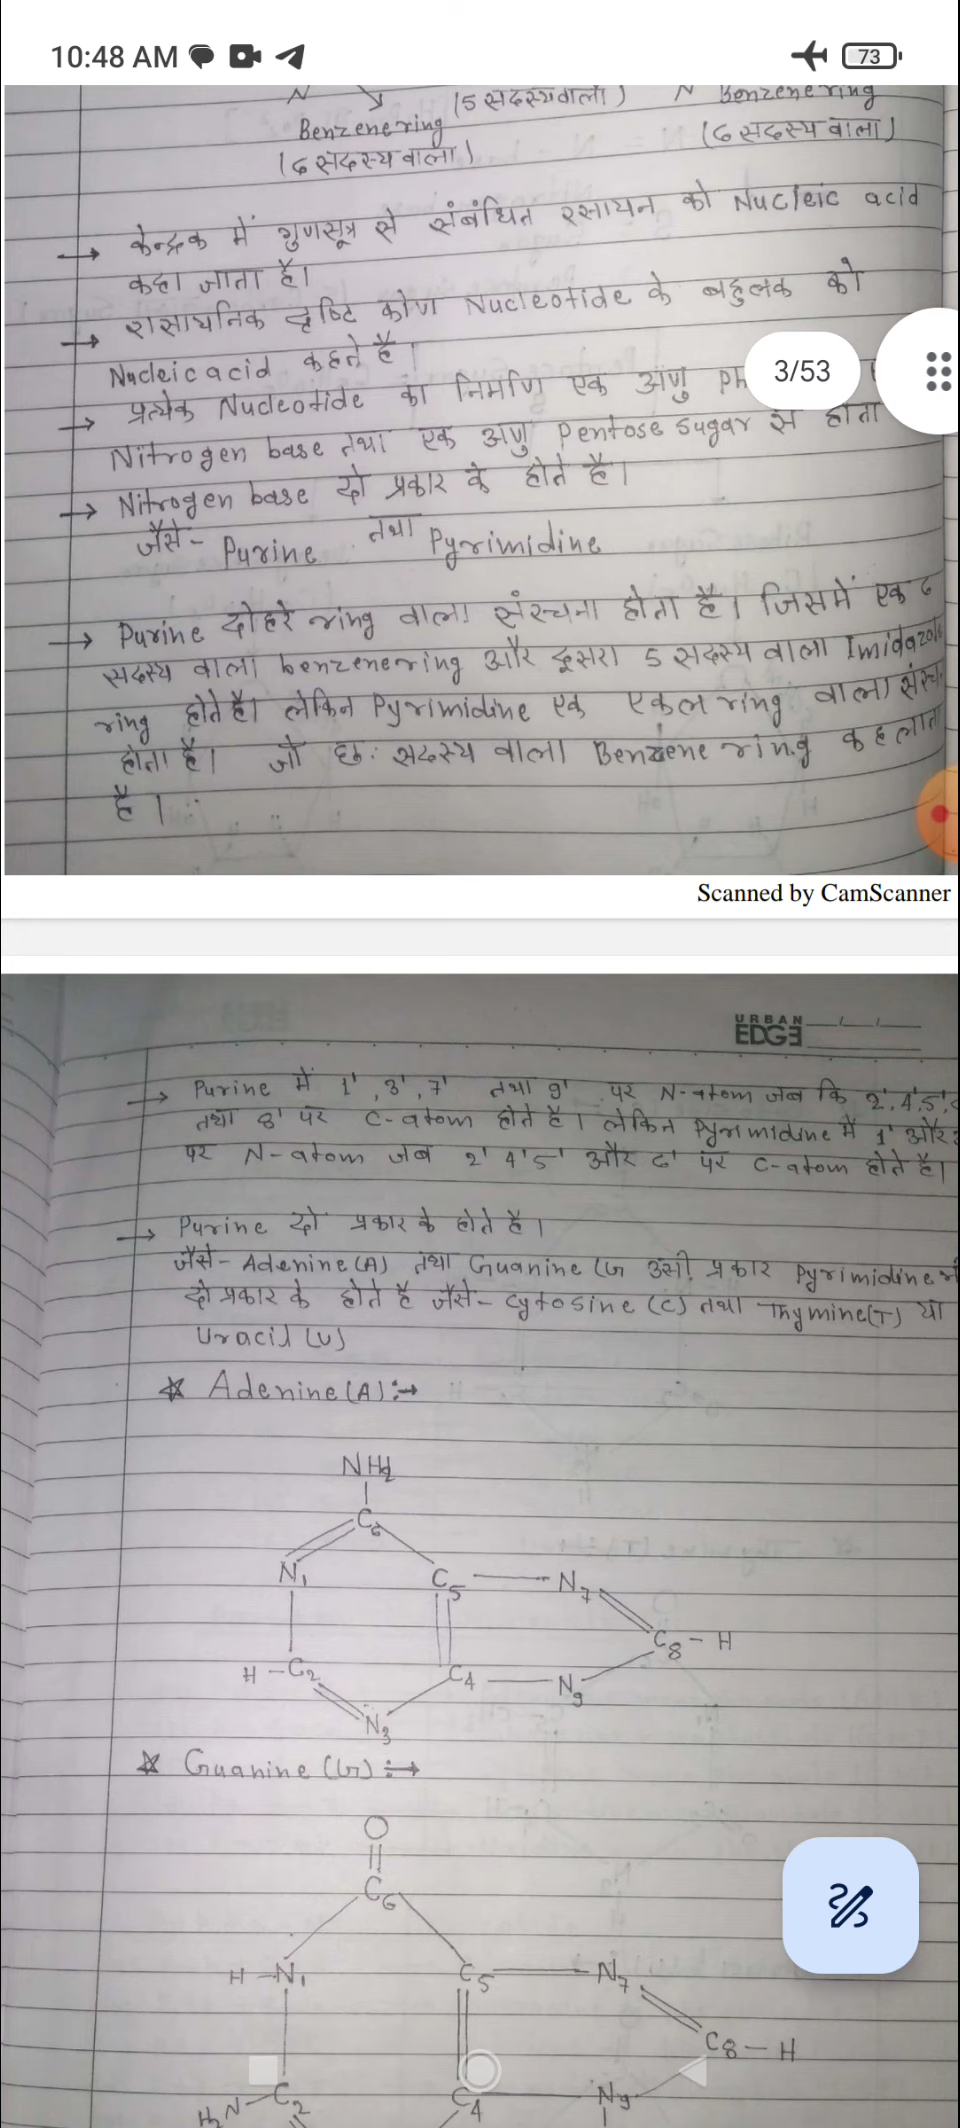 10:48 AM 73
N (5 सदस्यवाला) N Benzene ring
Benzene ring (6 सदस्य वाला)
(6 सदस्य वाला)
→ केन्द्रक में गुणसूत्र से संबंधित रसायन को Nucleic acid
कहा जाता है।
→ रासायनिक दृष्टि कोण Nucleotide के बहुलक को
Nucleic acid कहते है।
3/53
→ प्रत्येक Nucleotide का निर्माण एक अणु Ph
Nitrogen base तथा एक अणु Pentose sugar से होता
→ Nitrogen base दो प्रकार के होते है।
जैसे- Purine तथा Pyrimidine
→ Purine दोहरे ring वाला संरचना होता है। जिसमें एक 6
सदस्य वाला benzenering और दूसरा 5 सदस्य वाला Imidazole
ring होते है। लेकिन Pyrimidine एक एकल ring वाला संरच
होता है। जो छः सदस्य वाला Benzene ring कहलाता
है।
Scanned by CamScanner
URBAN
EDGE
→ Purine में 1', 3', 7' तथा 9' पर N-atom जब कि 2', 4', 5',
तथा 8' पर C-atom होते है। लेकिन Pyrimidine में 1' और
पर N-atom जब 2' 4' 5' और 6' पर C-atom होते है।
→ Purine दो प्रकार के होते है।
जैसे- Adenine (A) तथा Guanine (G उसी प्रकार Pyrimidine
दो प्रकार के होते है जैसे- Cytosine (C) तथा Thymine(T) या
Uracil (U)
☆ Adenine (A):→
NH2
C6
N1 C5 N7
C8 - H
H - C2 C4 N9
N3
☆ Guanine (G):→
O
C6
H - N1 C5 N7
C8 - H
H2N - C2 C4 N9